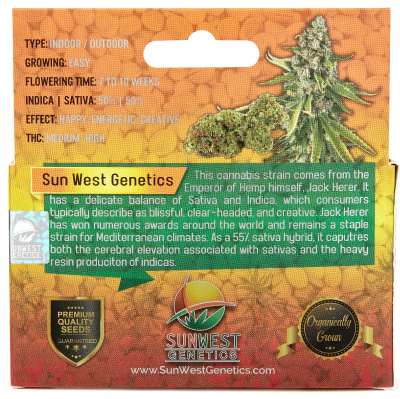 TYPE: INDOOR / OUTDOOR
GROWING: EASY
FLOWERING TIME: 7 TO 10 WEEKS
INDICA | SATIVA: 50% | 50%
EFFECT: HAPPY, ENERGETIC, CREATIVE
THC: MEDIUM -HIGH
Sun West Genetics
This cannabis strain comes from the
Emperor of Hemp himself, Jack Herer. It
has a delicate balance of Sativa and Indica, which consumers
typically describe as blissful, clear-headed, and creative. Jack Herer
has won numerous awards around the world and remains a staple
strain for Mediterranean climates. As a 55% sativa hybrid, it caputres
both the cerebral elevation associated with sativas and the heavy
resin produciton of indicas.
SUNWEST
GENETICS
PREMIUM
QUALITY
SEEDS
GUARANTEED
SUNWEST
GENETICS
www.SunWestGenetics.com
Organically
Grown